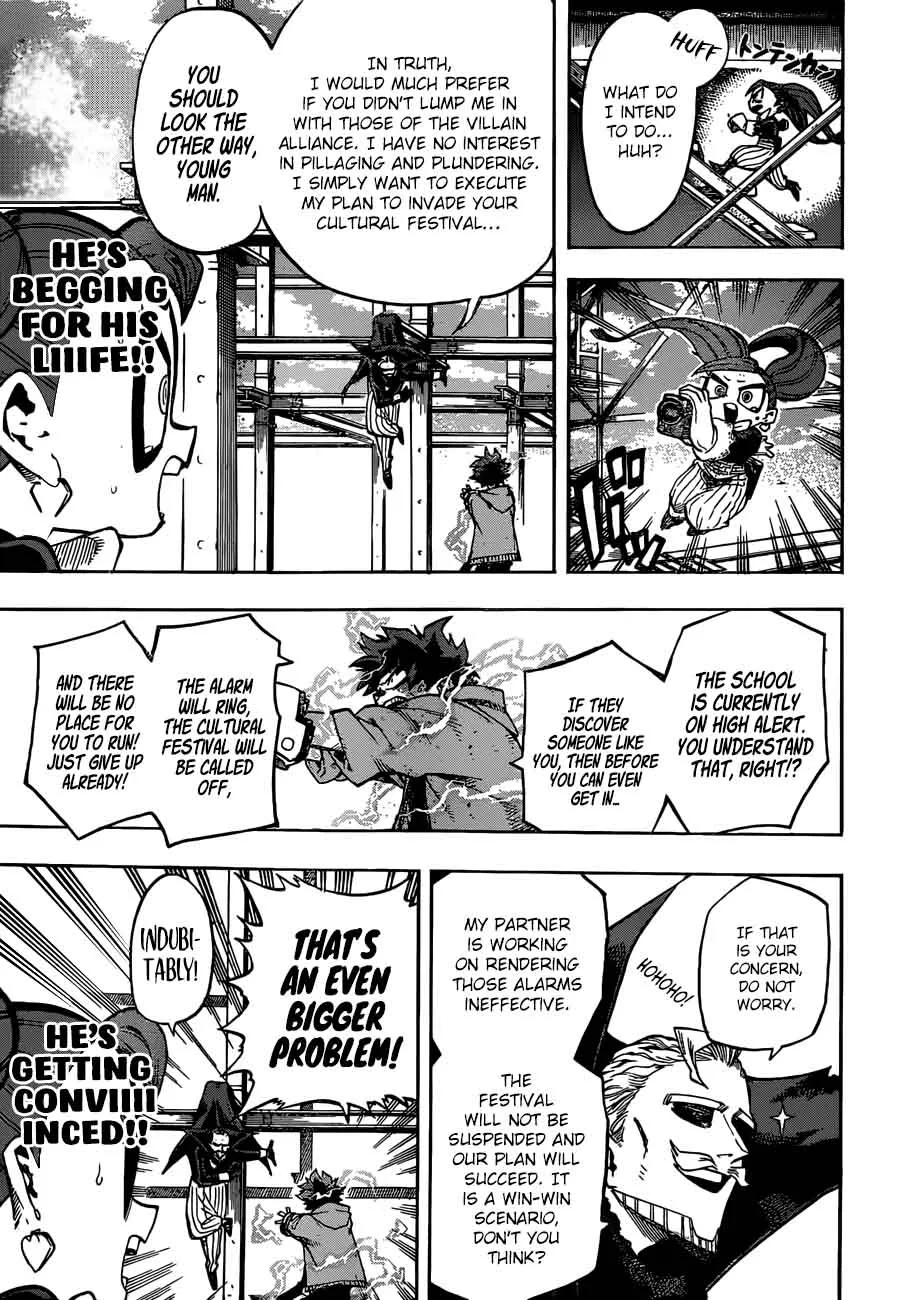 HUFF
トンテンカン
WHAT DO
I INTEND
TO DO...
HUH?
IN TRUTH,
I WOULD MUCH PREFER
IF YOU DIDN'T LUMP ME IN
WITH THOSE OF THE VILLAIN
ALLIANCE. I HAVE NO INTEREST
IN PILLAGING AND PLUNDERING.
I SIMPLY WANT TO EXECUTE
MY PLAN TO INVADE YOUR
CULTURAL FESTIVAL...
YOU
SHOULD
LOOK THE
OTHER WAY,
YOUNG
MAN.
HE'S
BEGGING
FOR HIS
LIIIFE!!
THE SCHOOL
IS CURRENTLY
ON HIGH ALERT.
YOU UNDERSTAND
THAT, RIGHT!?
IF THEY
DISCOVER
SOMEONE LIKE
YOU, THEN BEFORE
YOU CAN EVEN
GET IN...
THE ALARM
WILL RING,
THE CULTURAL
FESTIVAL WILL
BE CALLED
OFF,
AND THERE
WILL BE NO
PLACE FOR
YOU TO RUN!
JUST GIVE UP
ALREADY!
IF THAT
IS YOUR
CONCERN,
DO NOT
WORRY.
HOHOHO!
MY PARTNER
IS WORKING
ON RENDERING
THOSE ALARMS
INEFFECTIVE.
THE
FESTIVAL
WILL NOT BE
SUSPENDED AND
OUR PLAN WILL
SUCCEED. IT
IS A WIN-WIN
SCENARIO,
DON'T YOU
THINK?
THAT'S
AN EVEN
BIGGER
PROBLEM!
INDUBI-
TABLY!
HE'S
GETTING
CONVIIII
INCED!!